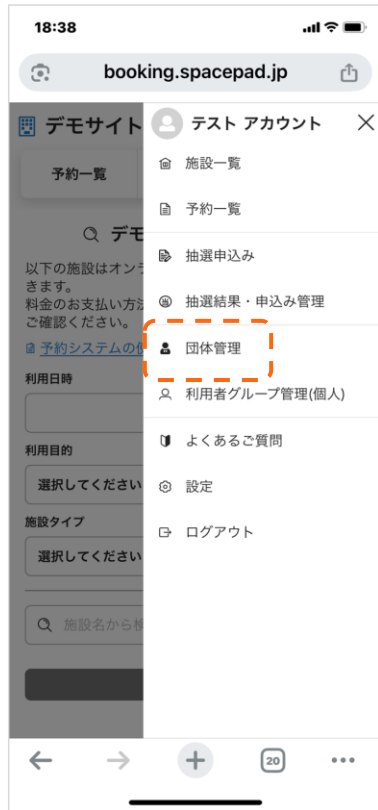 18:38
booking.spacepad.jp
デモサイト
テスト アカウント
予約一覧
施設一覧
予約一覧
デモ
抽選申込み
以下の施設はオン
きます。
料金のお支払い方法
ご確認ください。
抽選結果・申込み管理
予約システムの
団体管理
利用日時
利用者グループ管理(個人)
利用目的
よくあるご質問
選択してください
設定
施設タイプ
ログアウト
選択してください
施設名から
20